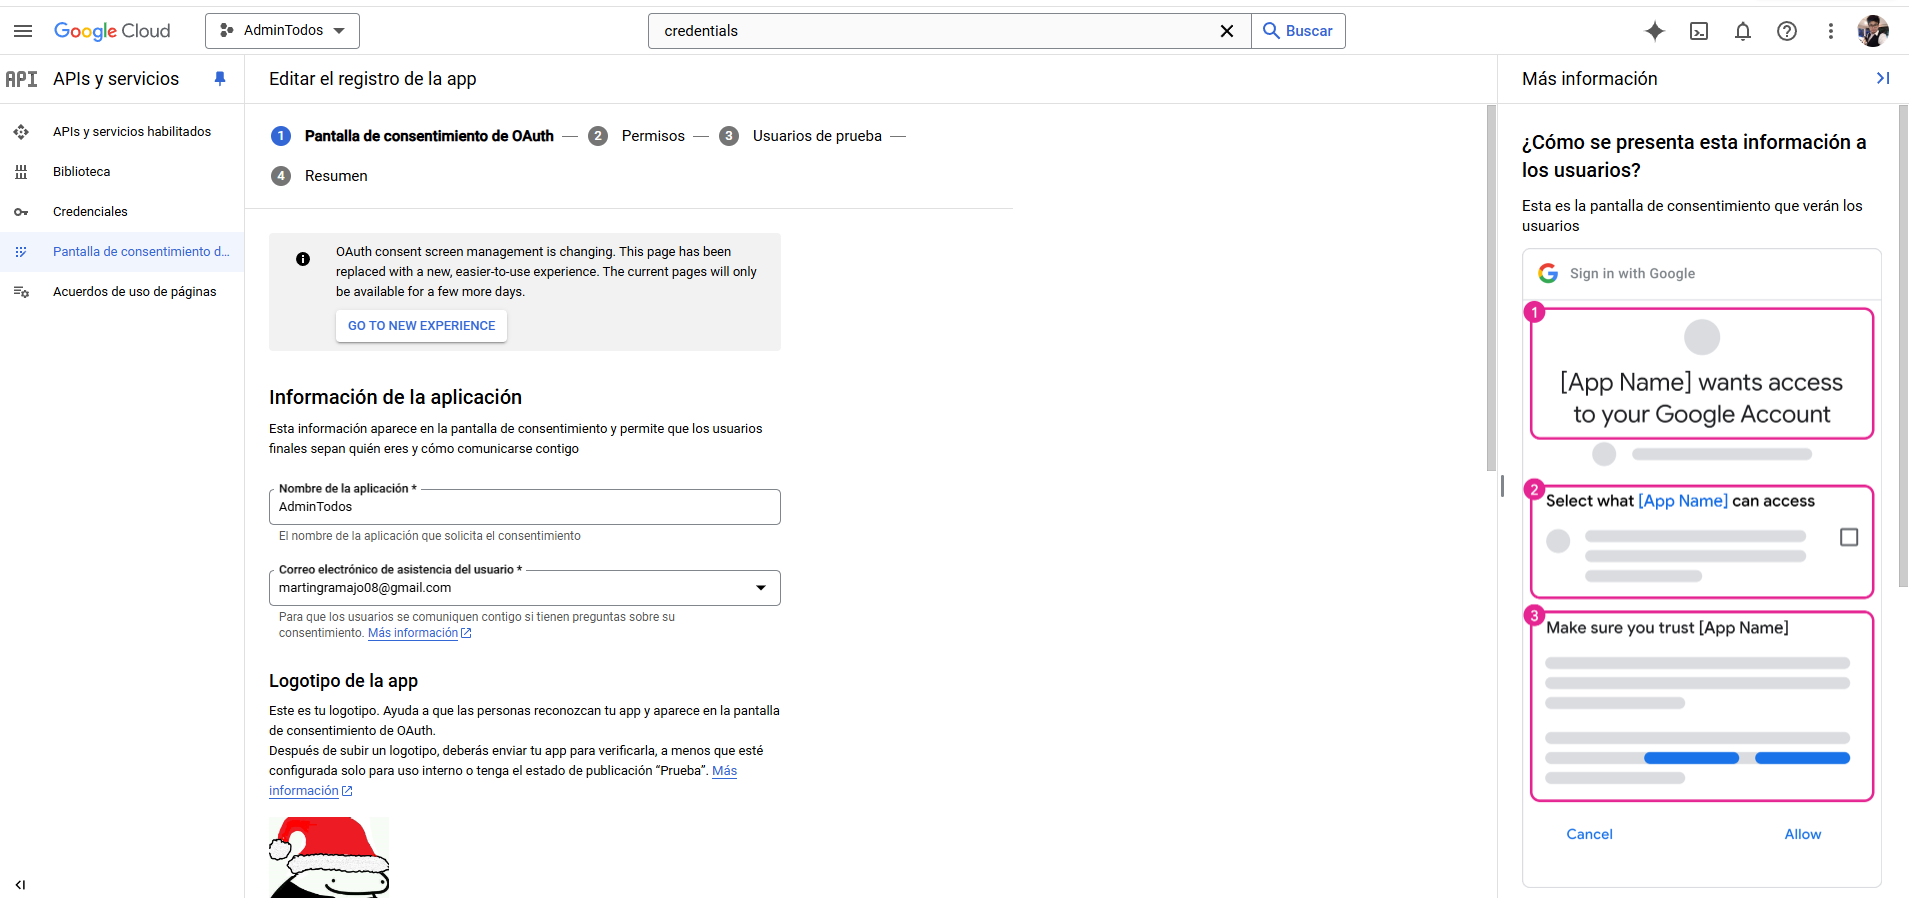 Google Cloud
AdminTodos
credentials
Buscar
API
APIs y servicios
Editar el registro de la app
Más información
APIs y servicios habilitados
Biblioteca
Credenciales
Pantalla de consentimiento d...
Acuerdos de uso de páginas
1 Pantalla de consentimiento de OAuth — 2 Permisos — 3 Usuarios de prueba —
4 Resumen
OAuth consent screen management is changing. This page has been
replaced with a new, easier-to-use experience. The current pages will only
be available for a few more days.
GO TO NEW EXPERIENCE
Información de la aplicación
Esta información aparece en la pantalla de consentimiento y permite que los usuarios
finales sepan quién eres y cómo comunicarse contigo
Nombre de la aplicación *
AdminTodos
El nombre de la aplicación que solicita el consentimiento
Correo electrónico de asistencia del usuario *
martingramajo08@gmail.com
Para que los usuarios se comuniquen contigo si tienen preguntas sobre su
consentimiento. Más información
Logotipo de la app
Este es tu logotipo. Ayuda a que las personas reconozcan tu app y aparece en la pantalla
de consentimiento de OAuth.
Después de subir un logotipo, deberás enviar tu app para verificarla, a menos que esté
configurada solo para uso interno o tenga el estado de publicación “Prueba”. Más
información
¿Cómo se presenta esta información a
los usuarios?
Esta es la pantalla de consentimiento que verán los
usuarios
Sign in with Google
1
[App Name] wants access
to your Google Account
2
Select what [App Name] can access
3
Make sure you trust [App Name]
Cancel
Allow